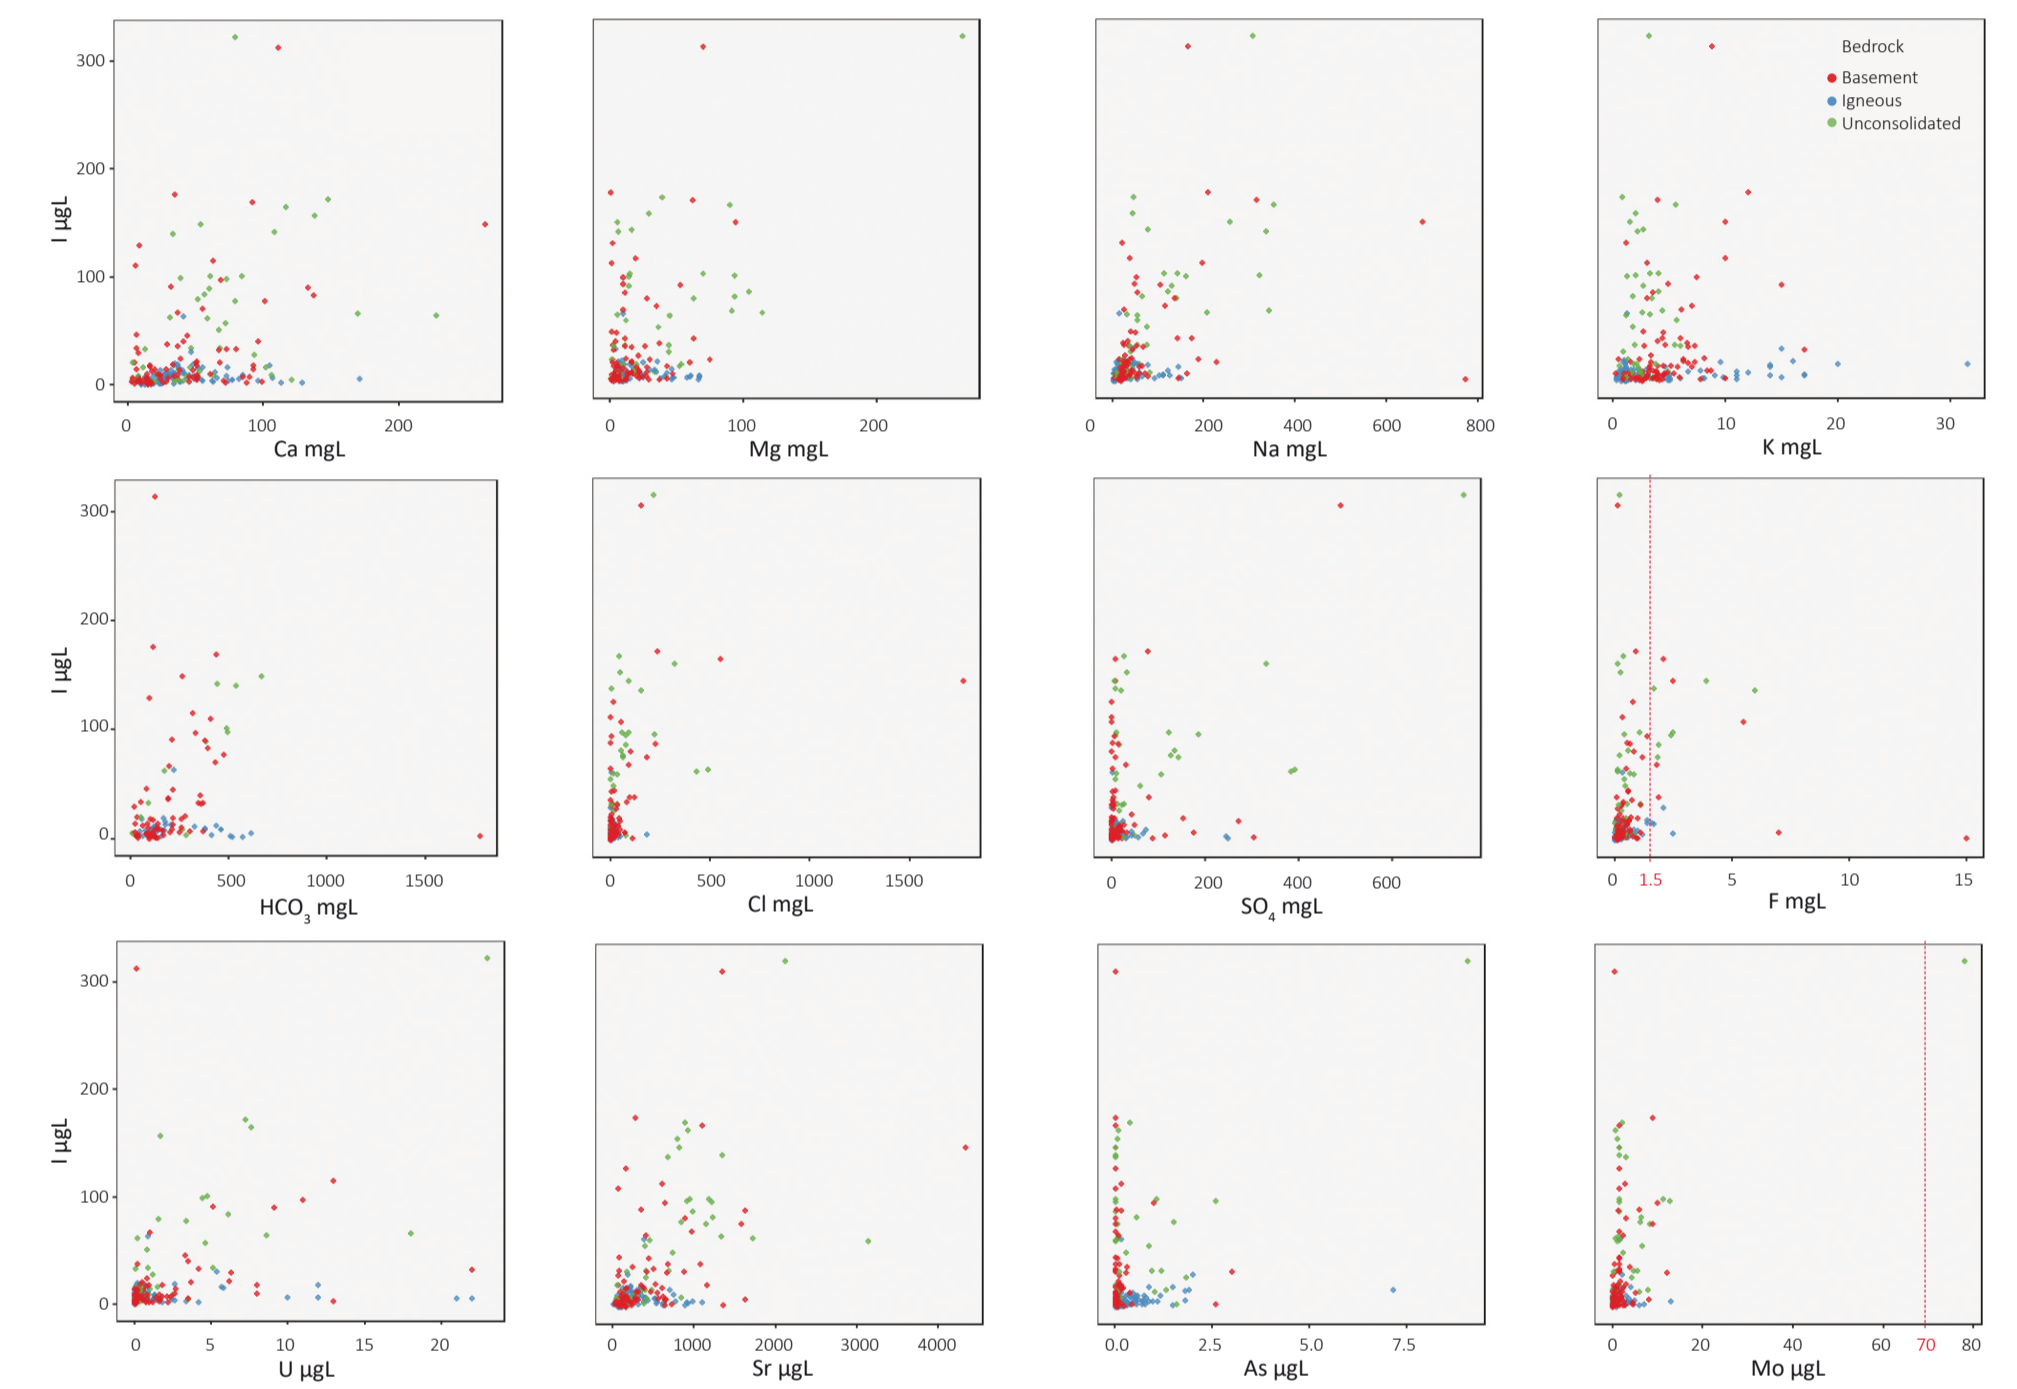 Bedrock
Basement
Igneous
Unconsolidated
I µgL
300
200
100
0
0 100 200
Ca mgL
0 100 200
Mg mgL
0 200 400 600 800
Na mgL
0 10 20 30
K mgL
I µgL
300
200
100
0
0 500 1000 1500
HCO3 mgL
0 500 1000 1500
Cl mgL
0 200 400 600
SO4 mgL
0 1.5 5 10 15
F mgL
I µgL
300
200
100
0
0 5 10 15 20
U µgL
0 1000 2000 3000 4000
Sr µgL
0.0 2.5 5.0 7.5
As µgL
0 20 40 60 70 80
Mo µgL